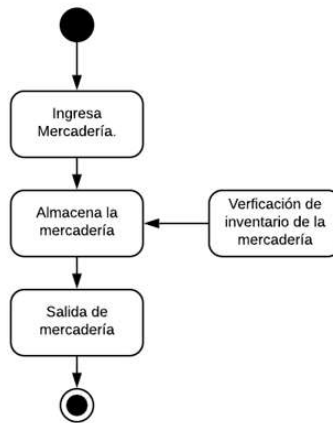 Ingresa
Mercadería.
Almacena la
mercadería
Verficación de
inventario de la
mercadería
Salida de
mercadería